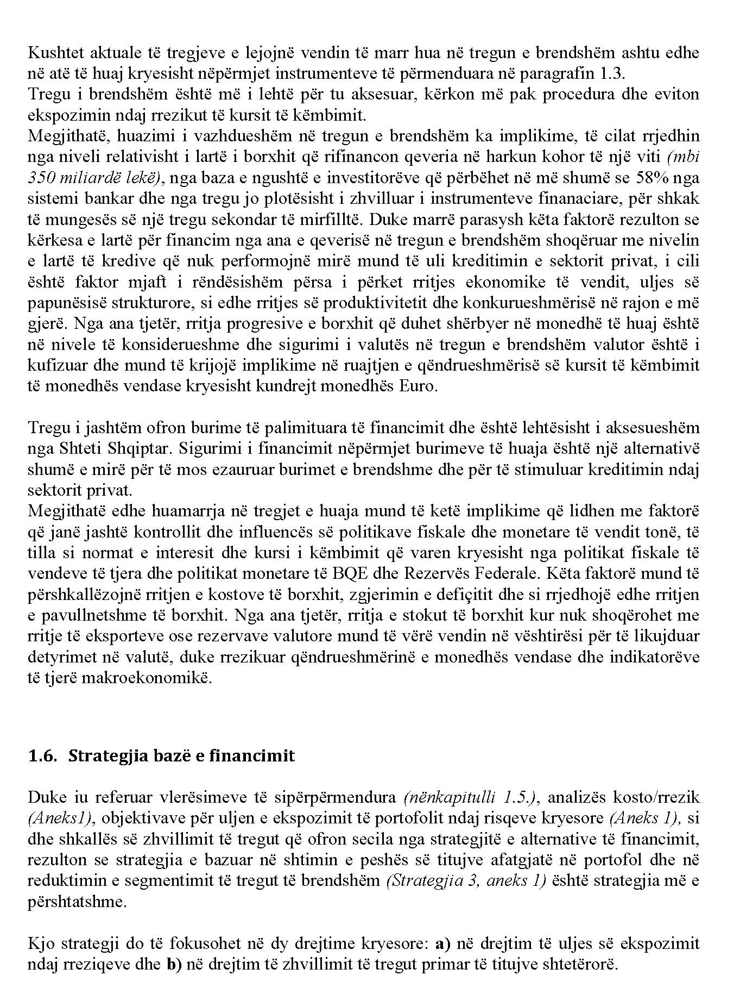 Kushtet aktuale të tregjeve e lejojnë vendin të marr hua në tregun e brendshëm ashtu edhe
në atë të huaj kryesisht nëpërmjet instrumenteve të përmenduara në paragrafin 1.3.
Tregu i brendshëm është më i lehtë për tu aksesuar, kërkon më pak procedura dhe eviton
ekspozimin ndaj rrezikut të kursit të këmbimit.
Megjithatë, huazimi i vazhdueshëm në tregun e brendshëm ka implikime, të cilat rrjedhin
nga niveli relativisht i lartë i borxhit që rifinancon qeveria në harkun kohor të një viti (mbi
350 miliardë lekë), nga baza e ngushtë e investitorëve që përbëhet në më shumë se 58% nga
sistemi bankar dhe nga tregu jo plotësisht i zhvilluar i instrumenteve finanaciare, për shkak
të mungesës së një tregu sekondar të mirfilltë. Duke marrë parasysh këta faktorë rezulton se
kërkesa e lartë për financim nga ana e qeverisë në tregun e brendshëm shoqëruar me nivelin
e lartë të kredive që nuk performojnë mirë mund të uli kreditimin e sektorit privat, i cili
është faktor mjaft i rëndësishëm përsa i përket rritjes ekonomike të vendit, uljes së
papunësisë strukturore, si edhe rritjes së produktivitetit dhe konkurueshmërisë në rajon e më
gjerë. Nga ana tjetër, rritja progresive e borxhit që duhet shërbyer në monedhë të huaj është
në nivele të konsiderueshme dhe sigurimi i valutës në tregun e brendshëm valutor është i
kufizuar dhe mund të krijojë implikime në ruajtjen e qëndrueshmërisë së kursit të këmbimit
të monedhës vendase kryesisht kundrejt monedhës Euro.
Tregu i jashtëm ofron burime të palimituara të financimit dhe është lehtësisht i aksesueshëm
nga Shteti Shqiptar. Sigurimi i financimit nëpërmjet burimeve të huaja është një alternativë
shumë e mirë për të mos ezauruar burimet e brendshme dhe për të stimuluar kreditimin ndaj
sektorit privat.
Megjithatë edhe huamarrja në tregjet e huaja mund të ketë implikime që lidhen me faktorë
që janë jashtë kontrollit dhe influencës së politikave fiskale dhe monetare të vendit tonë, të
tilla si normat e interesit dhe kursi i këmbimit që varen kryesisht nga politikat fiskale të
vendeve të tjera dhe politikat monetare të BQE dhe Rezervës Federale. Këta faktorë mund të
përshkallëzojnë rritjen e kostove të borxhit, zgjerimin e defiçitit dhe si rrjedhojë edhe rritjen
e pavullnetshme të borxhit. Nga ana tjetër, rritja e stokut të borxhit kur nuk shoqërohet me
rritje të eksporteve ose rezervave valutore mund të vërë vendin në vështirësi për të likujduar
detyrimet në valutë, duke rrezikuar qëndrueshmërinë e monedhës vendase dhe indikatorëve
të tjerë makroekonomikë.
1.6. Strategjia bazë e financimit
Duke iu referuar vlerësimeve të sipërpërmendura (nënkapitulli 1.5.), analizës kosto/rrezik
(Aneks1), objektivave për uljen e ekspozimit të portofolit ndaj risqeve kryesore (Aneks 1), si
dhe shkallës së zhvillimit të tregut që ofron secila nga strategjitë e alternative të financimit,
rezulton se strategjia e bazuar në shtimin e peshës së titujve afatgjatë në portofol dhe në
reduktimin e segmentimit të tregut të brendshëm (Strategjia 3, aneks 1) është strategjia më e
përshtatshme.
Kjo strategji do të fokusohet në dy drejtime kryesore: a) në drejtim të uljes së ekspozimit
ndaj rreziqeve dhe b) në drejtim të zhvillimit të tregut primar të titujve shtetërorë.